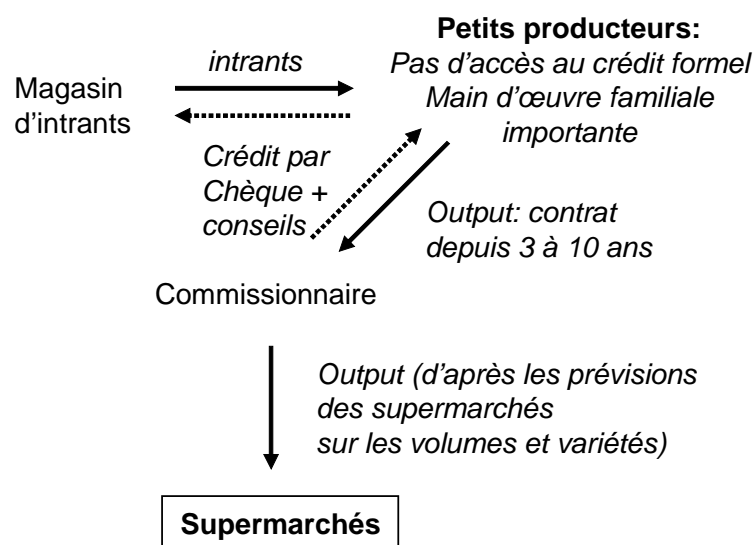 Petits producteurs:
Pas d’accès au crédit formel
Main d’œuvre familiale
importante
intrants
Magasin
d’intrants
Crédit par
Chèque +
conseils
Output: contrat
depuis 3 à 10 ans
Commissionnaire
Output (d’après les prévisions
des supermarchés
sur les volumes et variétés)
Supermarchés